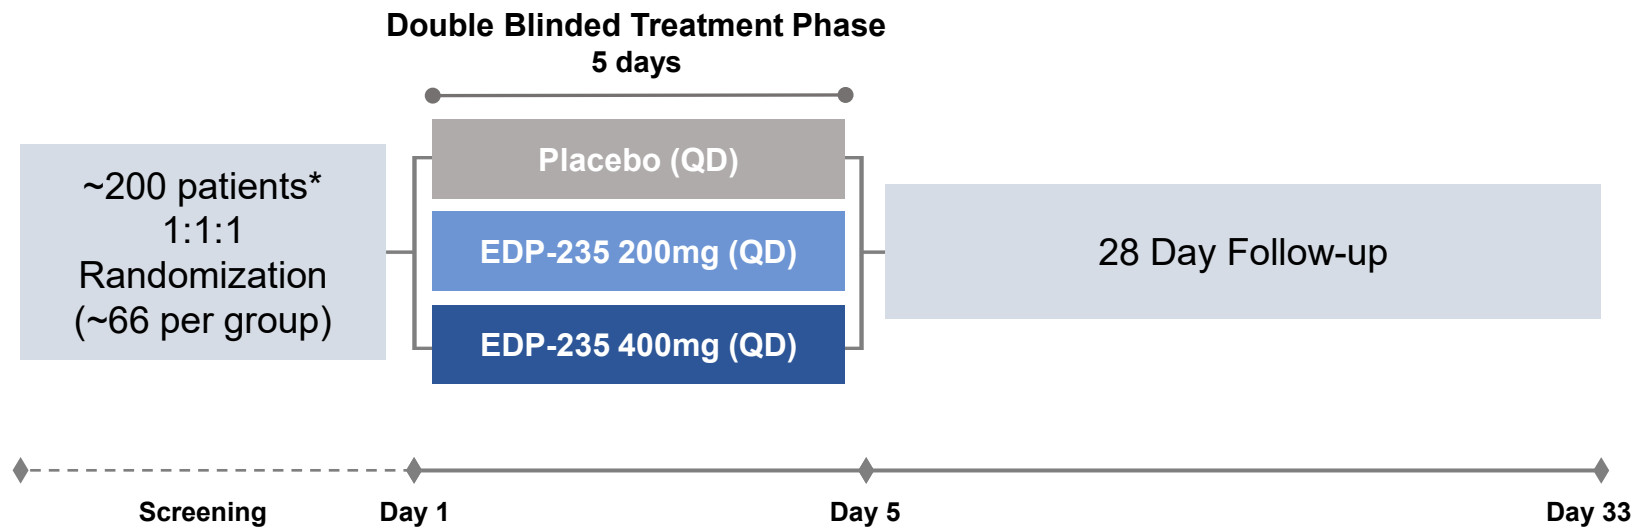 Double Blinded Treatment Phase
5 days
~200 patients*
1:1:1
Randomization
(~66 per group)
Placebo (QD)
EDP-235 200mg (QD)
EDP-235 400mg (QD)
28 Day Follow-up
Screening
Day 1
Day 5
Day 33